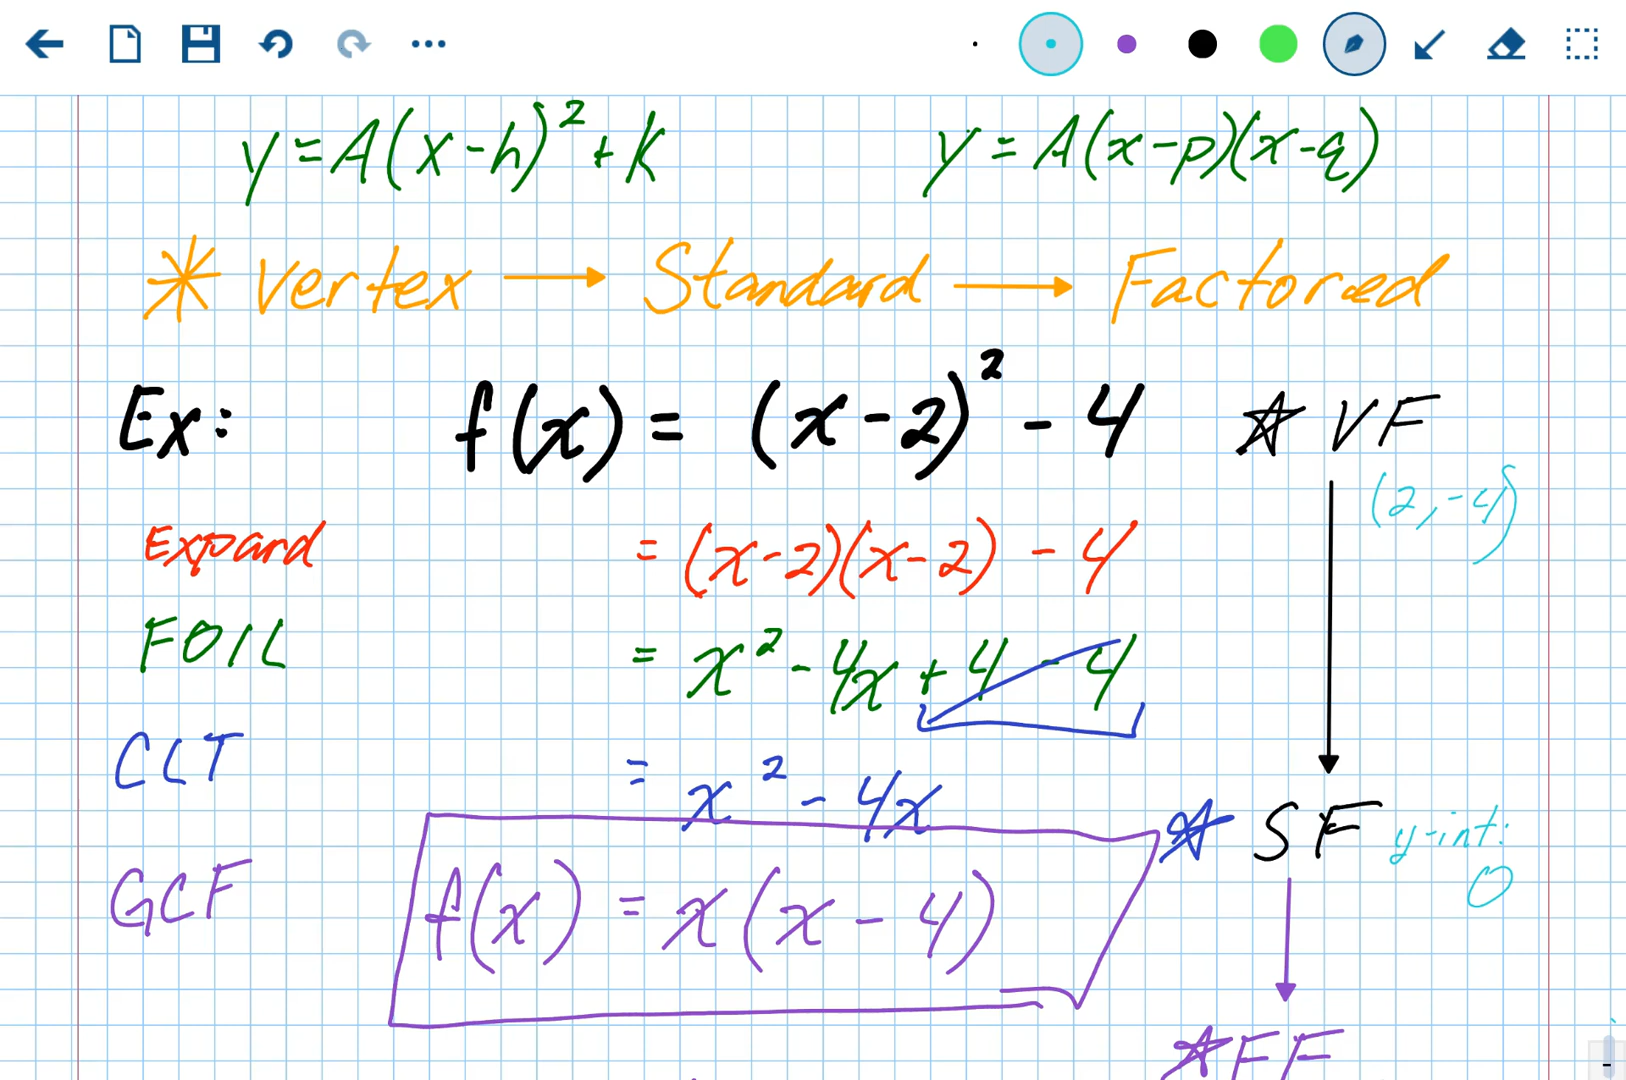 y = A(x-h)² + k    y = A(x-p)(x-q)
* Vertex → Standard → Factored
Ex: f(x) = (x-2)² - 4 ☆ VF
(2, -4)
Expand = (x-2)(x-2) - 4
FOIL = x² - 4x + 4 - 4
CLT = x² - 4x
☆ SF y-int:
0
GCF f(x) = x(x-4)
☆ FF